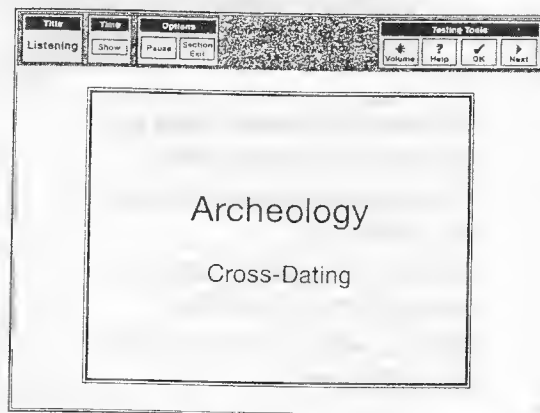 Title
Listening
Time
Show
Options
Pause
Section
Exit
Testing Tools
Volume
?
Help
OK
Next
Archeology
Cross-Dating